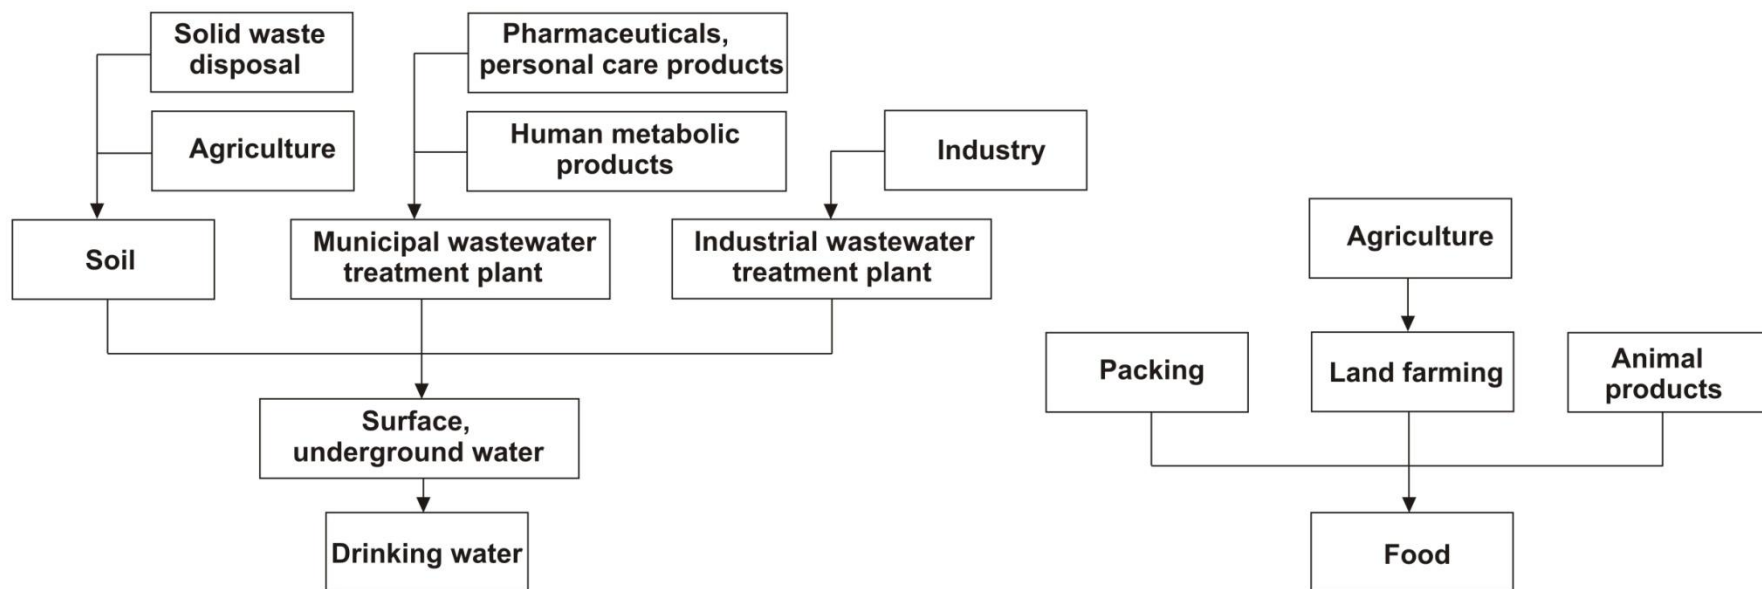 Solid waste
disposal
Pharmaceuticals,
personal care products
Agriculture
Human metabolic
products
Industry
Soil
Municipal wastewater
treatment plant
Industrial wastewater
treatment plant
Surface,
underground water
Drinking water
Agriculture
Packing
Land farming
Animal
products
Food